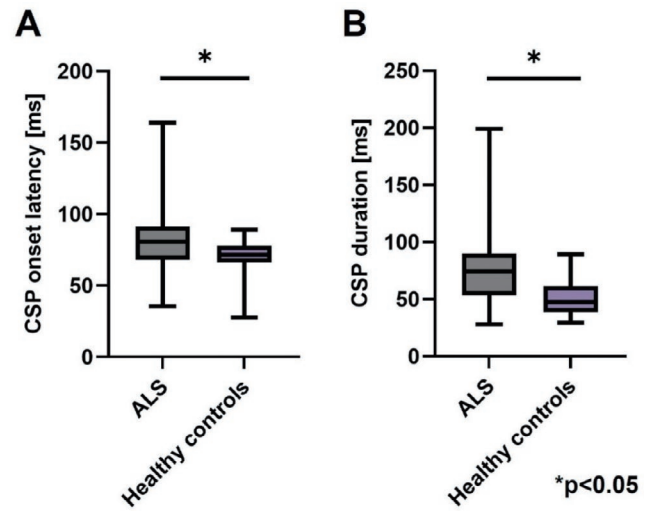 A
B
*
*
CSP onset latency [ms]
200
150
100
50
0
ALS
Healthy controls
CSP duration [ms]
250
200
150
100
50
0
ALS
Healthy controls
*p<0.05